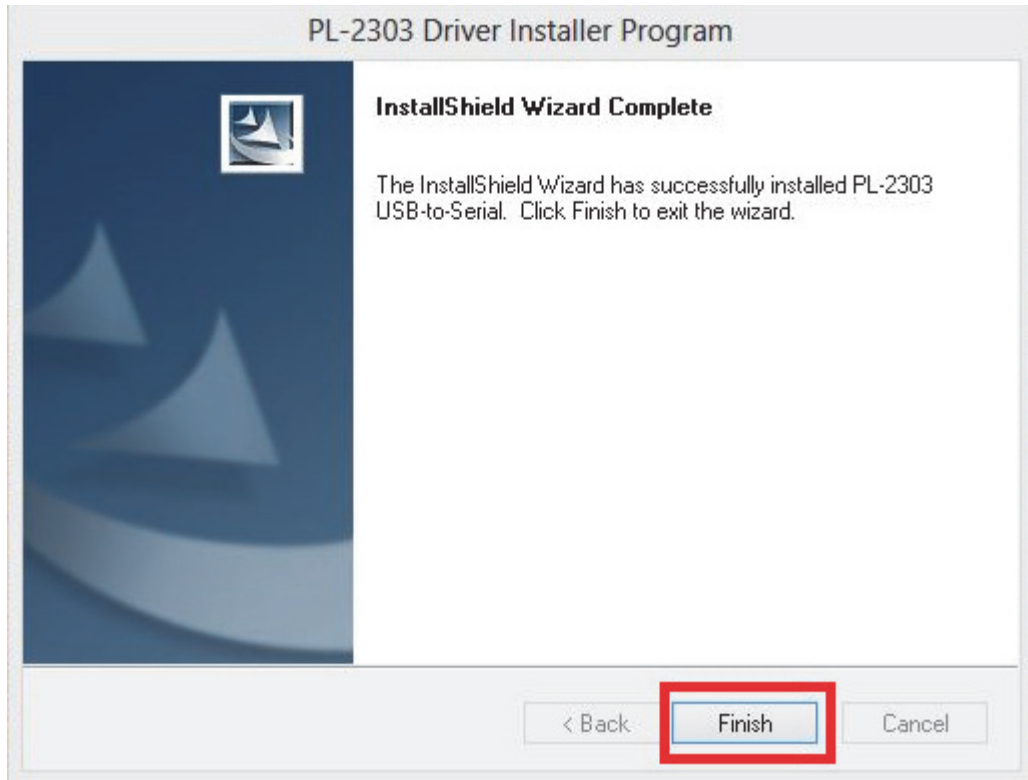 PL-2303 Driver Installer Program
InstallShield Wizard Complete
The InstallShield Wizard has successfully installed PL-2303
USB-to-Serial. Click Finish to exit the wizard.
< Back
Finish
Cancel